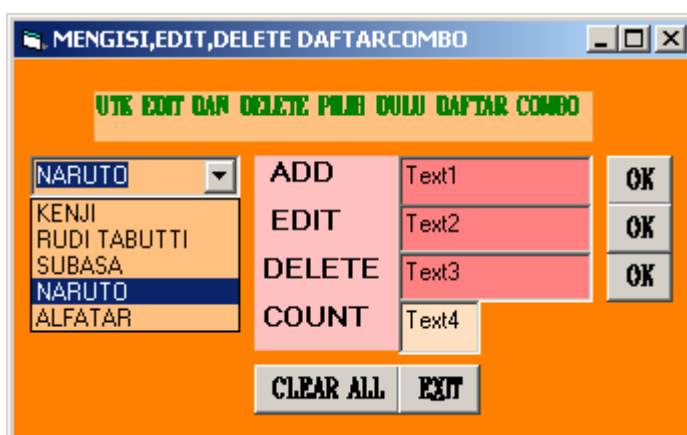 MENGISI,EDIT,DELETE DAFTARCOMBO
UTK EDIT DAN DELETE PILIH DULU DAFTAR COMBO
NARUTO
KENJI
RUDI TABUTTI
SUBASA
NARUTO
ALFATAR
ADD Text1 OK
EDIT Text2 OK
DELETE Text3 OK
COUNT Text4
CLEAR ALL EXIT